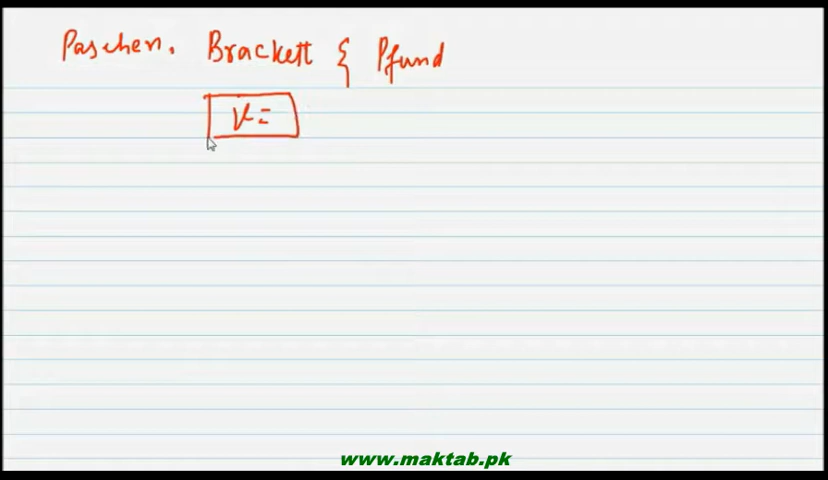 Paschen. Brackett & Pfund
ν=
www.maktab.pk